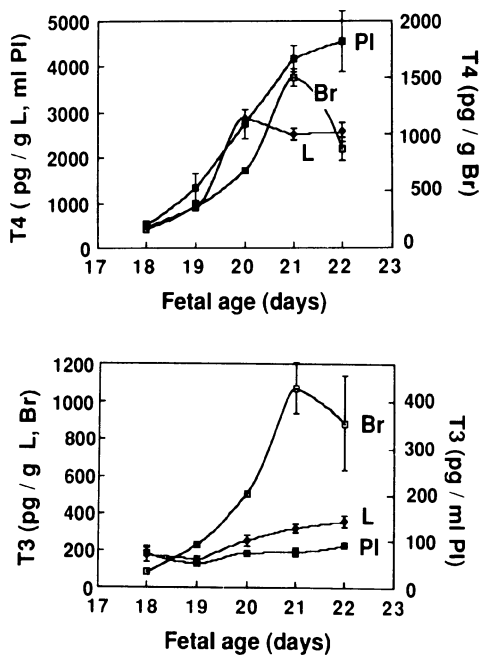 5000
4000
3000
2000
1000
0
T4 ( pg / g L, ml Pl)
2000
1500
1000
500
0
T4 (pg / g Br)
Pl
Br
L
17 18 19 20 21 22 23
Fetal age (days)
1200
1000
800
600
400
200
0
T3 (pg / g L, Br)
400
300
200
100
0
T3 (pg / ml Pl)
Br
L
Pl
17 18 19 20 21 22 23
Fetal age (days)